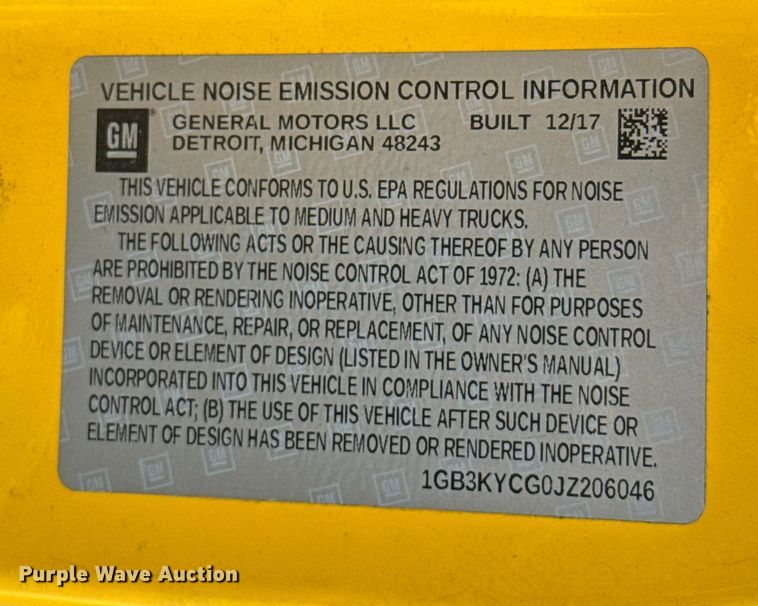 VEHICLE NOISE EMISSION CONTROL INFORMATION
GM® GENERAL MOTORS LLC BUILT 12/17
DETROIT, MICHIGAN 48243
THIS VEHICLE CONFORMS TO U.S. EPA REGULATIONS FOR NOISE
EMISSION APPLICABLE TO MEDIUM AND HEAVY TRUCKS.
THE FOLLOWING ACTS OR THE CAUSING THEREOF BY ANY PERSON
ARE PROHIBITED BY THE NOISE CONTROL ACT OF 1972: (A) THE
REMOVAL OR RENDERING INOPERATIVE, OTHER THAN FOR PURPOSES
OF MAINTENANCE, REPAIR, OR REPLACEMENT, OF ANY NOISE CONTROL
DEVICE OR ELEMENT OF DESIGN (LISTED IN THE OWNER'S MANUAL)
INCORPORATED INTO THIS VEHICLE IN COMPLIANCE WITH THE NOISE
CONTROL ACT; (B) THE USE OF THIS VEHICLE AFTER SUCH DEVICE OR
ELEMENT OF DESIGN HAS BEEN REMOVED OR RENDERED INOPERATIVE.
1GB3KYCG0JZ206046
Purple Wave Auction